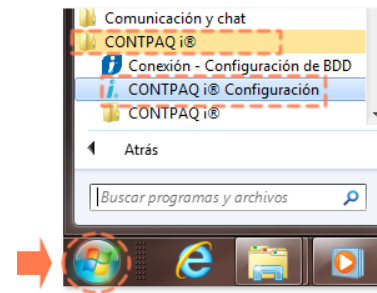 Comunicación y chat
CONTPAQ i®
Conexión - Configuración de BDD
CONTPAQ i® Configuración
CONTPAQ i®
Atrás
Buscar programas y archivos